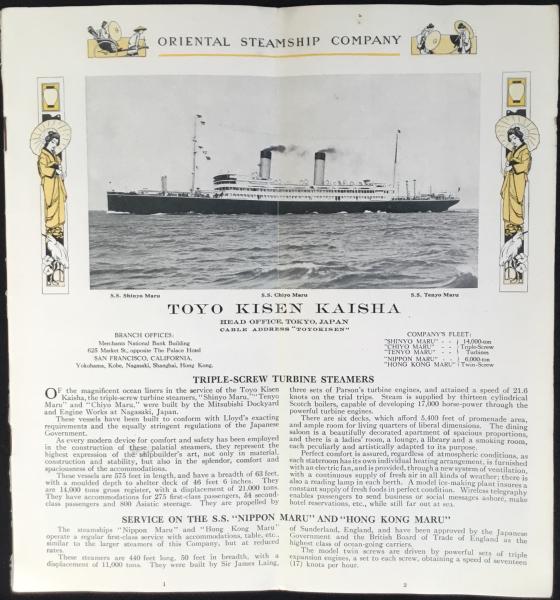 ORIENTAL STEAMSHIP COMPANY
S.S. Shinyo Maru
S.S. Chiyo Maru
S.S. Tenyo Maru
TOYO KISEN KAISHA
HEAD OFFICE, TOKYO, JAPAN
CABLE ADDRESS "TOYOKISEN"
BRANCH OFFICES:
Merchants National Bank Building
625 Market St., opposite The Palace Hotel
SAN FRANCISCO, CALIFORNIA.
Yokohama, Kobe, Nagasaki, Shanghai, Hong Kong.
COMPANY'S FLEET:
"SHINYO MARU" - - 14,000-ton
"CHIYO MARU" - - Triple-Screw
"TENYO MARU" - - Turbines
"NIPPON MARU" - - 6,000-ton
"HONG KONG MARU" Twin-Screw
TRIPLE-SCREW TURBINE STEAMERS
OF the magnificent ocean liners in the service of the Toyo Kisen
Kaisha, the triple-screw turbine steamers, "Shinyo Maru," "Tenyo
Maru" and "Chiyo Maru," were built by the Mitsubishi Dockyard
and Engine Works at Nagasaki, Japan.
These vessels have been built to conform with Lloyd's exacting
requirements and the equally stringent regulations of the Japanese
Government.
As every modern device for comfort and safety has been employed
in the construction of these palatial steamers, they represent the
highest expression of the shipbuilder's art, not only in material,
construction and stability, but also in the splendor, comfort and
spaciousness of the accommodations.
These vessels are 575 feet in length, and have a breadth of 63 feet,
with a moulded depth to shelter deck of 46 feet 6 inches. They
are 14,000 tons gross register, with a displacement of 21,000 tons.
They have accommodations for 275 first-class passengers, 54 second-
class passengers and 800 Asiatic steerage. They are propelled by
three sets of Parson's turbine engines, and attained a speed of 21.6
knots on the trial trips. Steam is supplied by thirteen cylindrical
Scotch boilers, capable of developing 17,000 horse-power through the
powerful turbine engines.
There are six decks, which afford 5,400 feet of promenade area,
and ample room for living quarters of liberal dimensions. The dining
saloon is a beautifully decorated apartment of spacious proportions,
and there is a ladies' room, a lounge, a library and a smoking room,
each peculiarly and artistically adapted to its purpose.
Perfect comfort is assured, regardless of atmospheric conditions, as
each stateroom has its own individual heating arrangement, is furnished
with an electric fan, and is provided, through a new system of ventilation,
with a continuous supply of fresh air in all kinds of weather; there is
also a reading lamp in each berth. A model ice-making plant insures a
constant supply of fresh foods in perfect condition. Wireless telegraphy
enables passengers to send business or social messages ashore, make
hotel reservations, etc., while still far out at sea.
SERVICE ON THE S.S. "NIPPON MARU" AND "HONG KONG MARU"
The steamships "Nippon Maru" and "Hong Kong Maru"
operate a regular first-class service with accommodations, table, etc.,
similar to the larger steamers of this Company, but at reduced
rates.
These steamers are 440 feet long, 50 feet in breadth, with a
displacement of 11,000 tons. They were built by Sir James Laing,
of Sunderland, England, and have been approved by the Japanese
Government and the British Board of Trade of England as the
highest class of ocean-going carriers.
The model twin screws are driven by powerful sets of triple
expansion engines, a set to each screw, obtaining a speed of seventeen
(17) knots per hour.
1
2